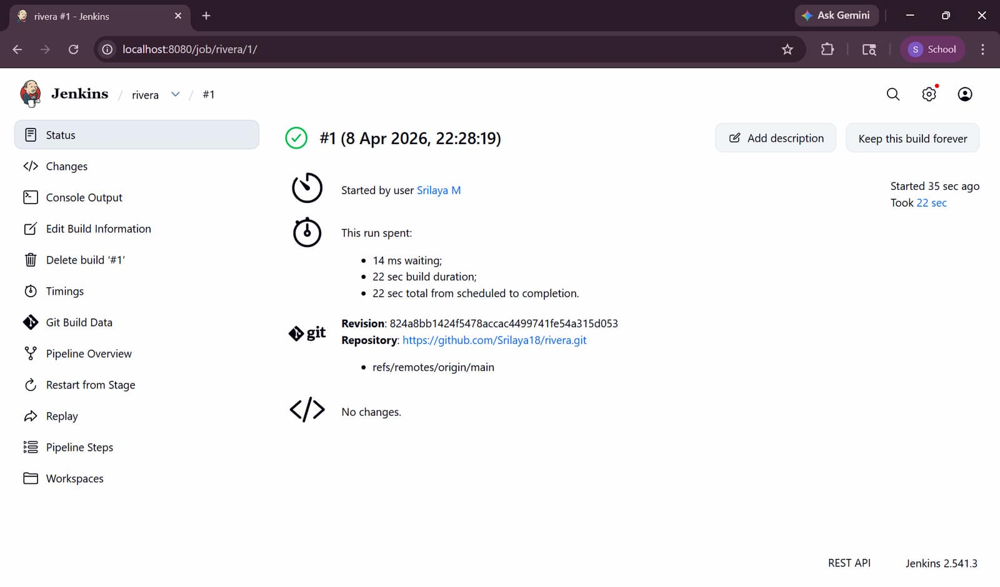 rivera #1 - Jenkins
Ask Gemini
localhost:8080/job/rivera/1/
S School
Jenkins / rivera / #1
Status
Changes
Console Output
Edit Build Information
Delete build ‘#1’
Timings
Git Build Data
Pipeline Overview
Restart from Stage
Replay
Pipeline Steps
Workspaces
#1 (8 Apr 2026, 22:28:19)
Add description
Keep this build forever
Started by user Srilaya M
Started 35 sec ago
Took 22 sec
This run spent:
14 ms waiting;
22 sec build duration;
22 sec total from scheduled to completion.
git
Revision: 824a8bb1424f5478accac4499741fe54a315d053
Repository: https://github.com/Srilaya18/rivera.git
refs/remotes/origin/main
No changes.
REST API
Jenkins 2.541.3